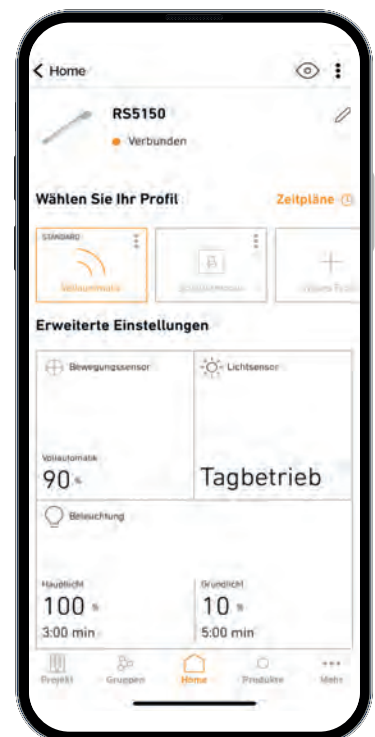 Home
RS5150
Verbunden
Wählen Sie Ihr Profil
Zeitpläne
STANDARD
Vollautomatik
Erweiterte Einstellungen
Bewegungssensor
Lichtsensor
Vollautomatik
90 %
Tagbetrieb
Beleuchtung
Hauptlicht
Grundlicht
100 %
10 %
3:00 min
5:00 min
Projekt
Gruppen
Home
Produkte
Mehr